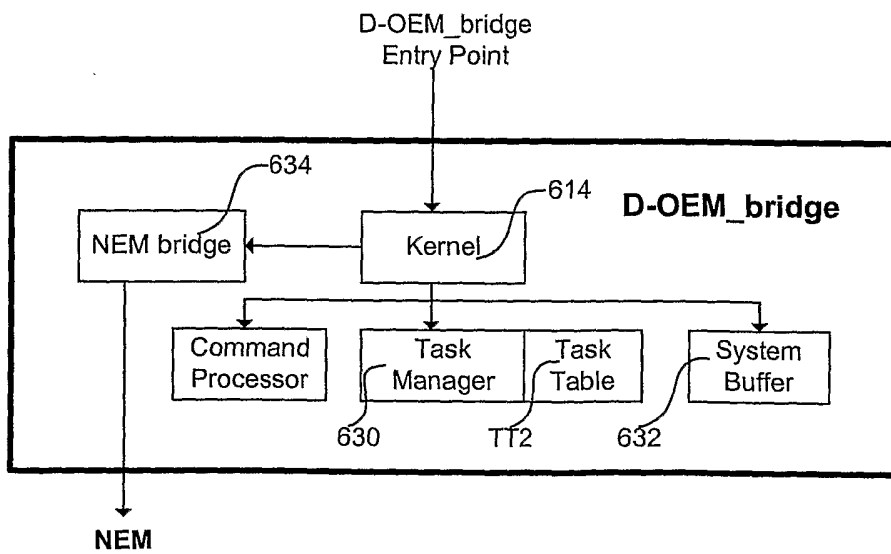 D-OEM_bridge
Entry Point
634
614
D-OEM_bridge
NEM bridge
Kernel
Command
Processor
Task
Manager
Task
Table
System
Buffer
630
TT2
632
NEM